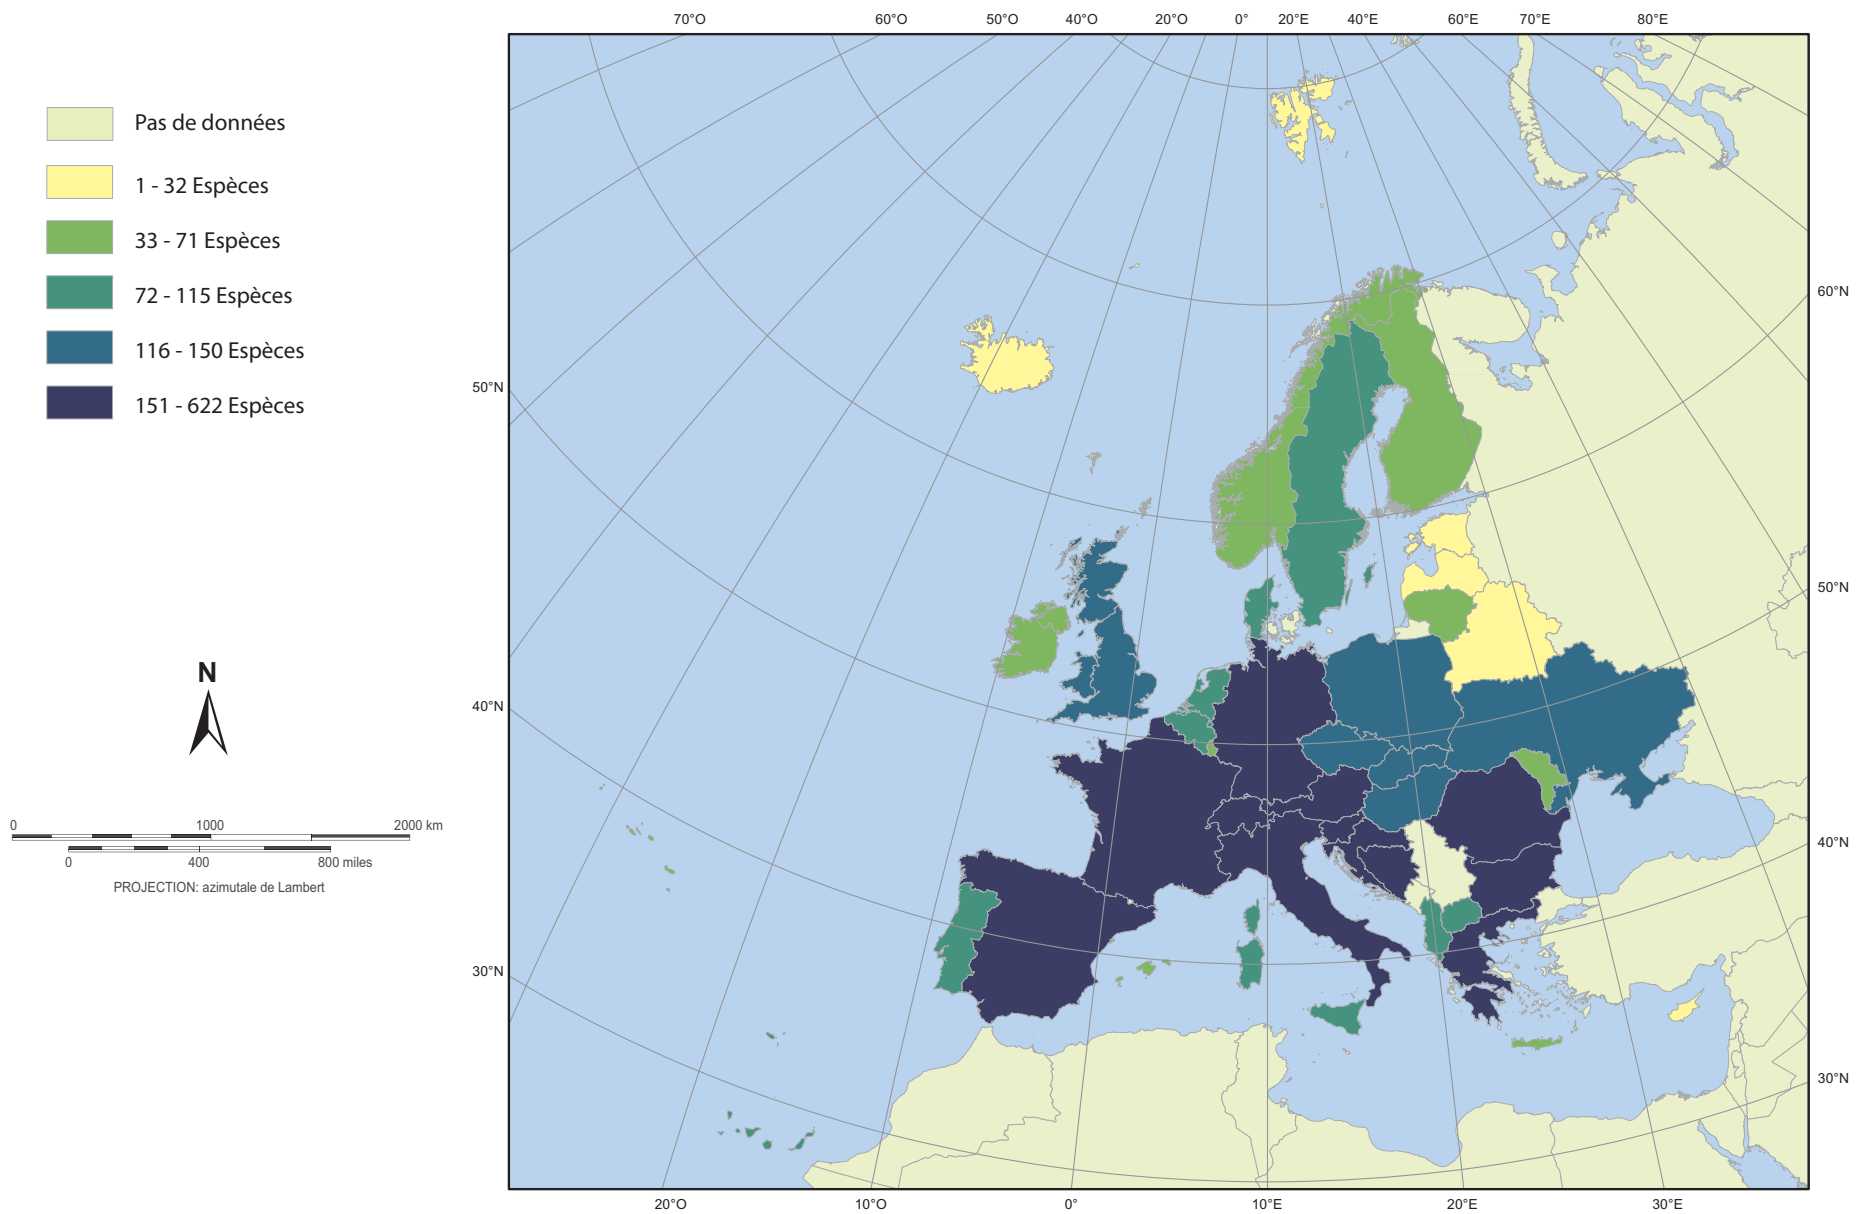 70°O 60°O 50°O 40°O 20°O 0° 20°E 40°E 60°E 70°E 80°E
Pas de données
1 - 32 Espèces
33 - 71 Espèces
72 - 115 Espèces
116 - 150 Espèces
151 - 622 Espèces
N
0 1000 2000 km
0 400 800 miles
PROJECTION: azimutale de Lambert
50°N
40°N
30°N
60°N
50°N
40°N
30°N
20°O 10°O 0° 10°E 20°E 30°E